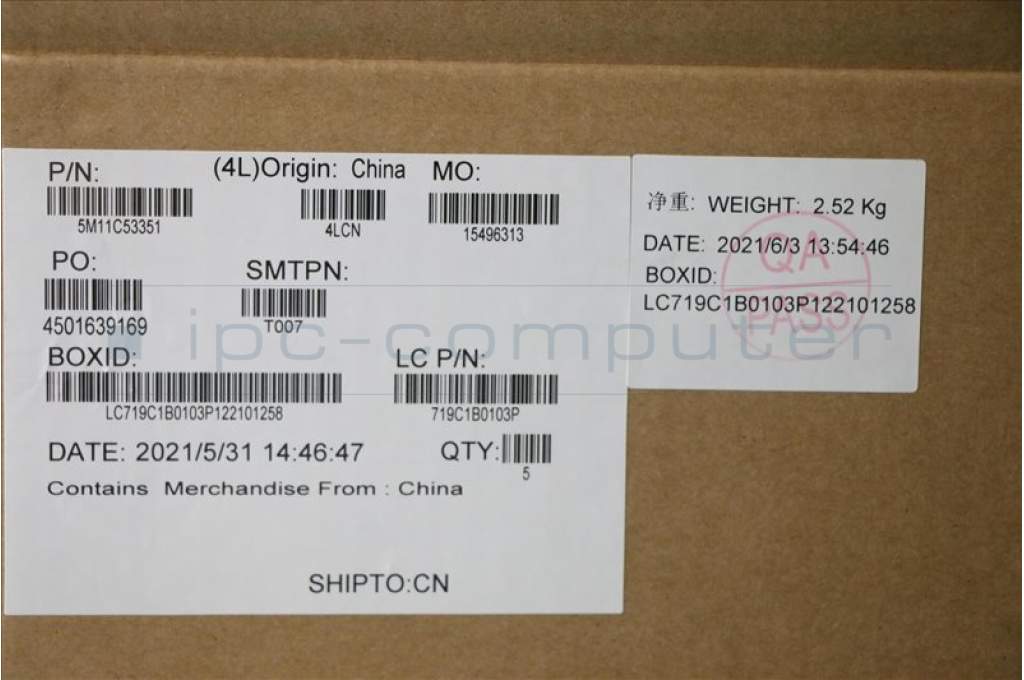 P/N: (4L)Origin: China MO:
5M11C53351 4LCN 15496313
PO: SMTPN:
4501639169 T007
BOXID: LC P/N:
LC719C1B0103P122101258 719C1B0103P
DATE: 2021/5/31 14:46:47 QTY:
5
Contains Merchandise From : China
SHIPTO:CN
净重: WEIGHT: 2.52 Kg
DATE: 2021/6/3 13:54:46
BOXID:
LC719C1B0103P122101258
QA
PASS
ipc-computer